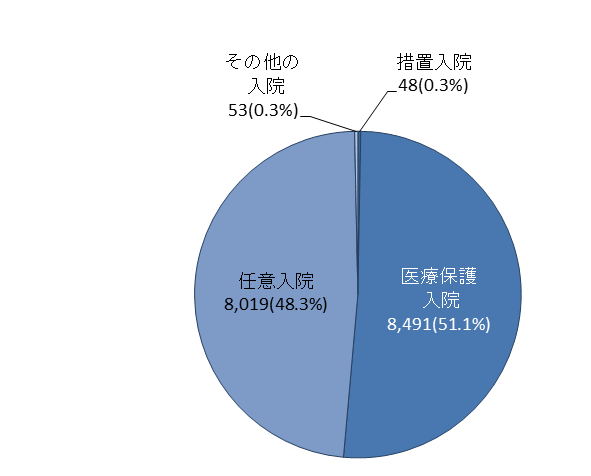 その他の
入院
53(0.3%)
措置入院
48(0.3%)
任意入院
8,019(48.3%)
医療保護
入院
8,491(51.1%)